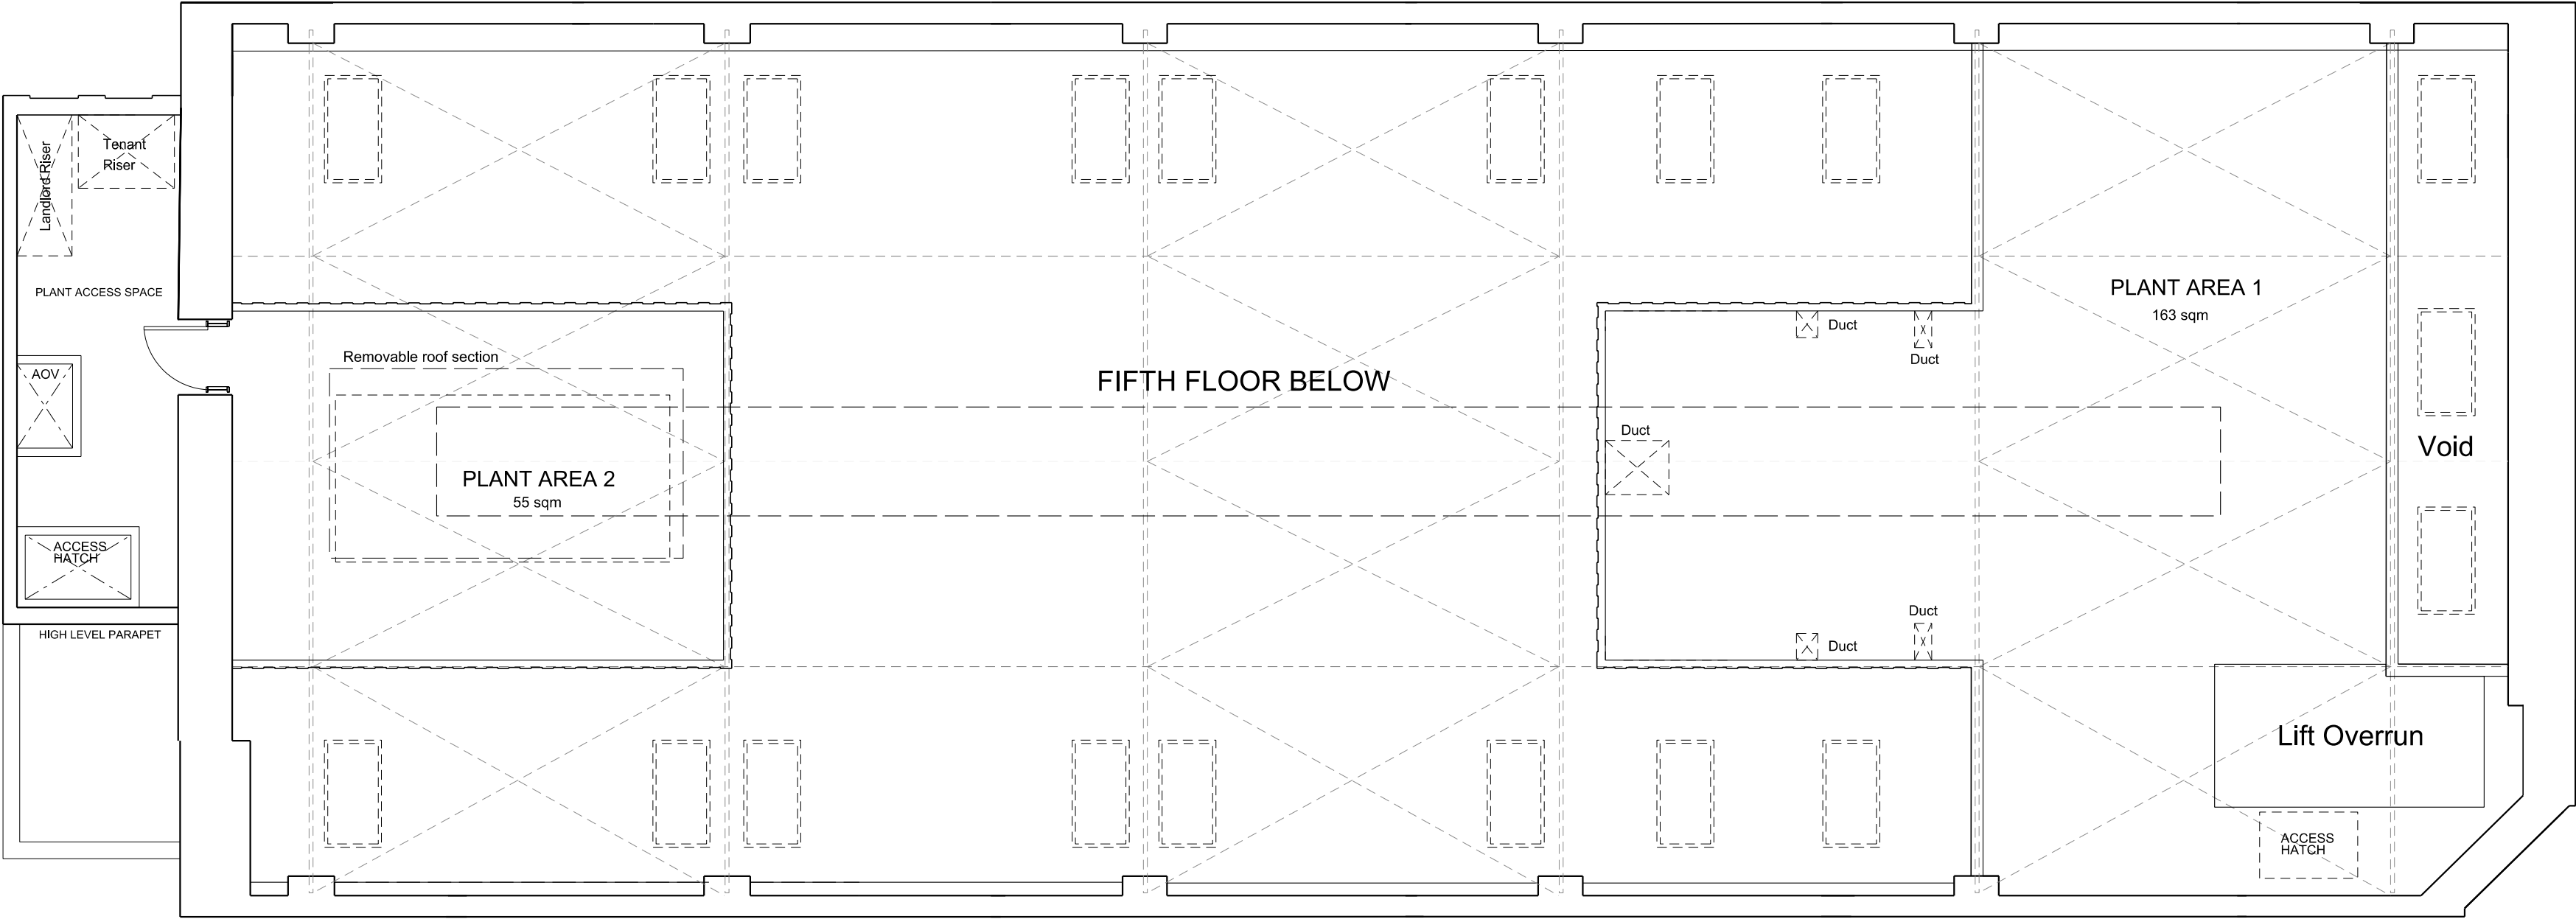 Tenant
Riser
Landlord Riser
PLANT ACCESS SPACE
AOV
ACCESS
HATCH
HIGH LEVEL PARAPET
Removable roof section
PLANT AREA 2
55 sqm
FIFTH FLOOR BELOW
Duct
Duct
Duct
Duct
Duct
PLANT AREA 1
163 sqm
Void
Lift Overrun
ACCESS
HATCH